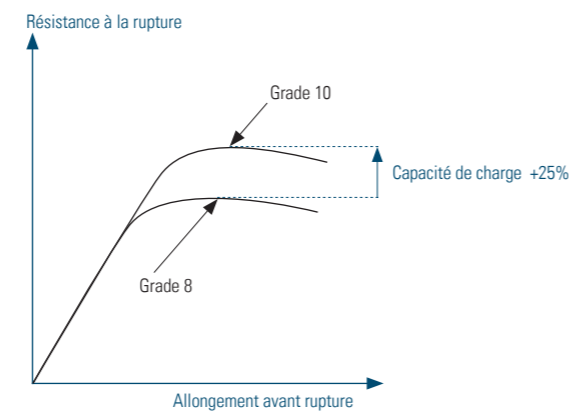 Résistance à la rupture
Grade 10
Capacité de charge +25%
Grade 8
Allongement avant rupture